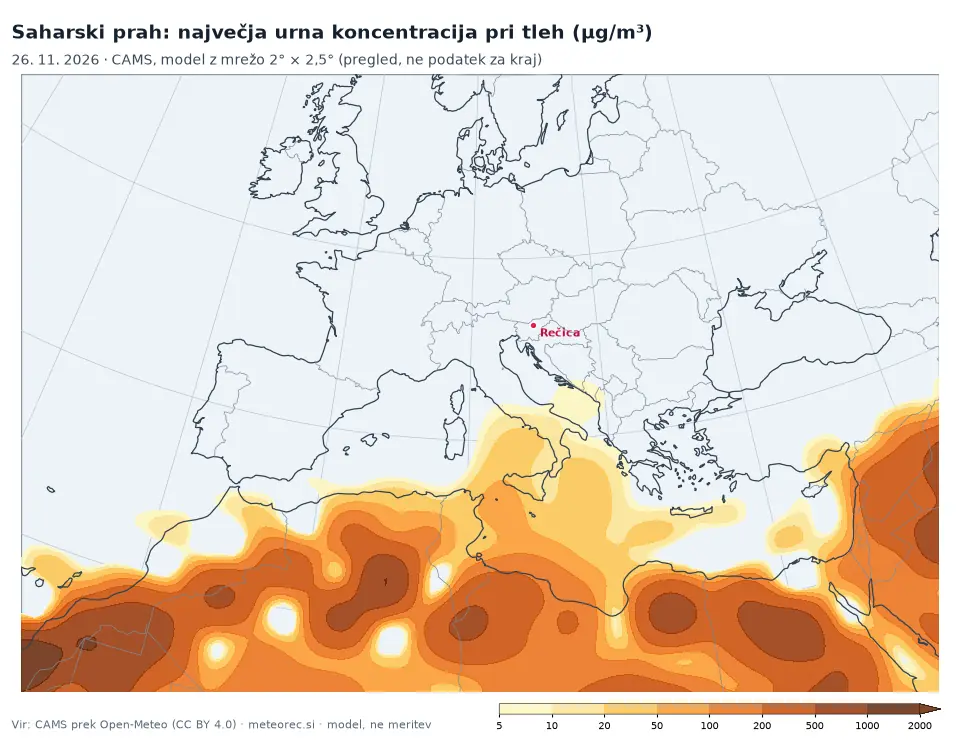 Saharski prah: največja urna koncentracija pri tleh (µg/m³)
26. 11. 2026 · CAMS, model z mrežo 2° × 2,5° (pregled, ne podatek za kraj)
Rečica
5 10 20 50 100 200 500 1000 2000
Vir: CAMS prek Open-Meteo (CC BY 4.0) · meteorec.si · model, ne meritev